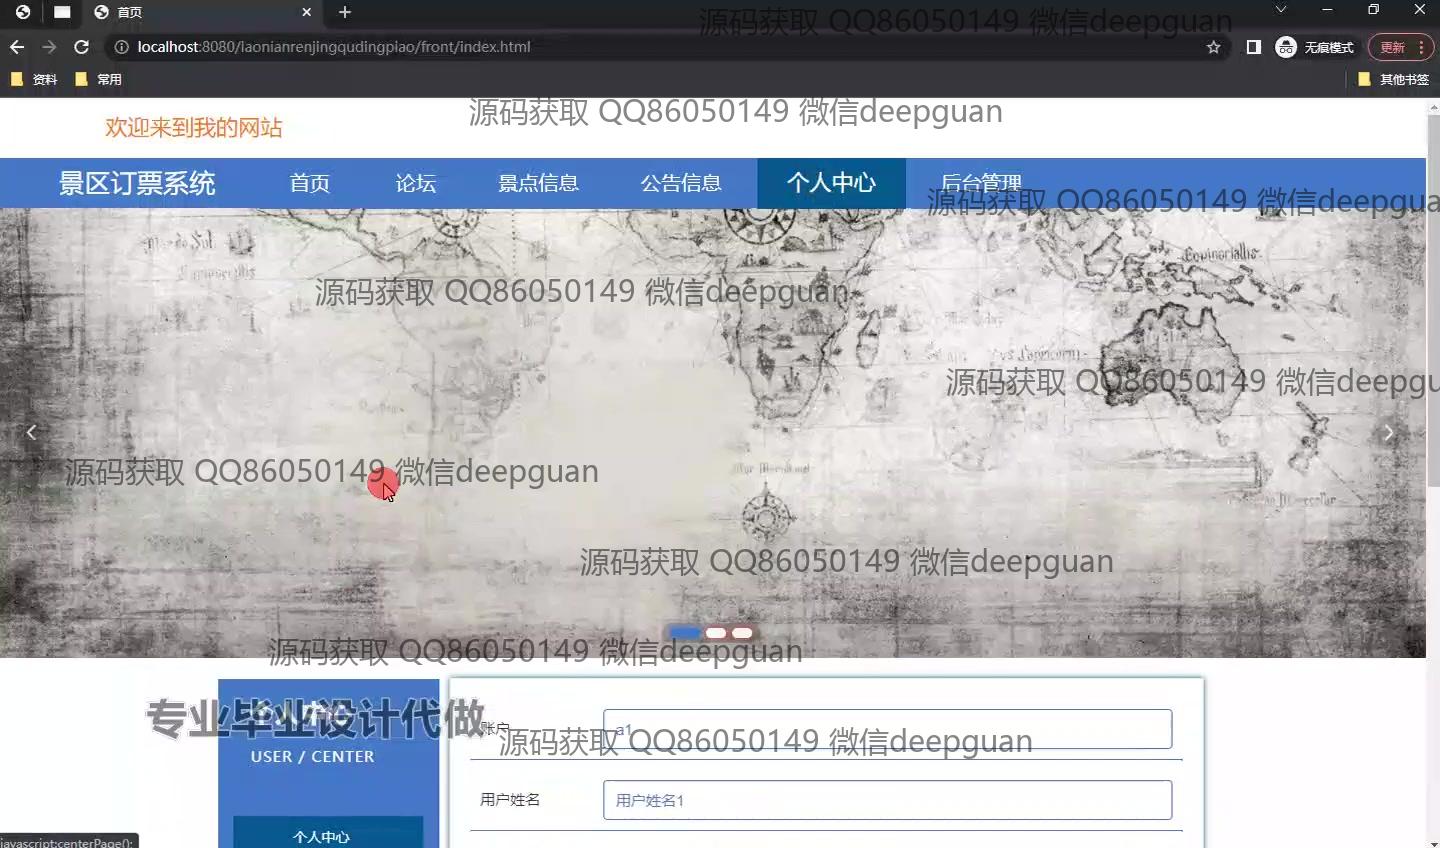 首页
源码获取 QQ86050149 微信deepguan
localhost:8080/laonianrenjingqudingpiao/front/index.html
无痕模式
更新
资料
常用
其他书签
源码获取 QQ86050149 微信deepguan
欢迎来到我的网站
景区订票系统
首页
论坛
景点信息
公告信息
个人中心
后台管理
源码获取 QQ86050149 微信deepgua
源码获取 QQ86050149 微信deepguan
源码获取 QQ86050149 微信deepgu
源码获取 QQ86050149 微信deepguan
源码获取 QQ86050149 微信deepguan
源码获取 QQ86050149 微信deepguan
专业毕业设计代做
USER / CENTER
账户
a1
源码获取 QQ86050149 微信deepguan
用户姓名
用户姓名1
个人中心
javascript:centerPage();